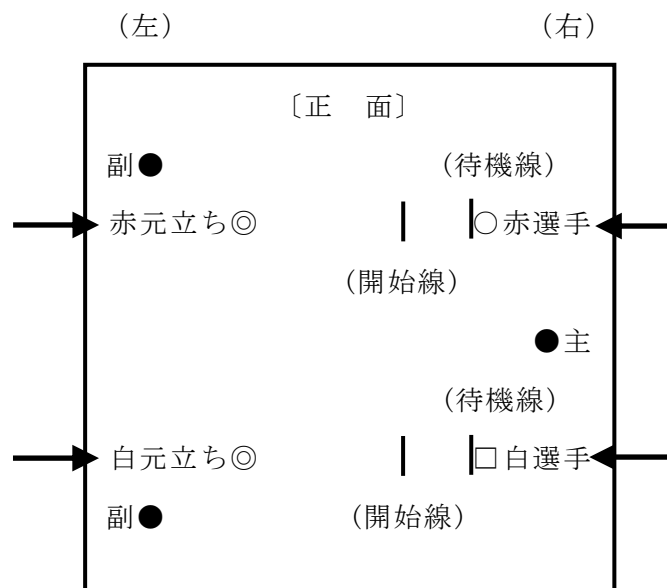 (左) (右)
〔正 面〕
副● (待機線)
赤元立ち◎ ○赤選手
(開始線)
●主
(待機線)
白元立ち◎ □白選手
副● (開始線)